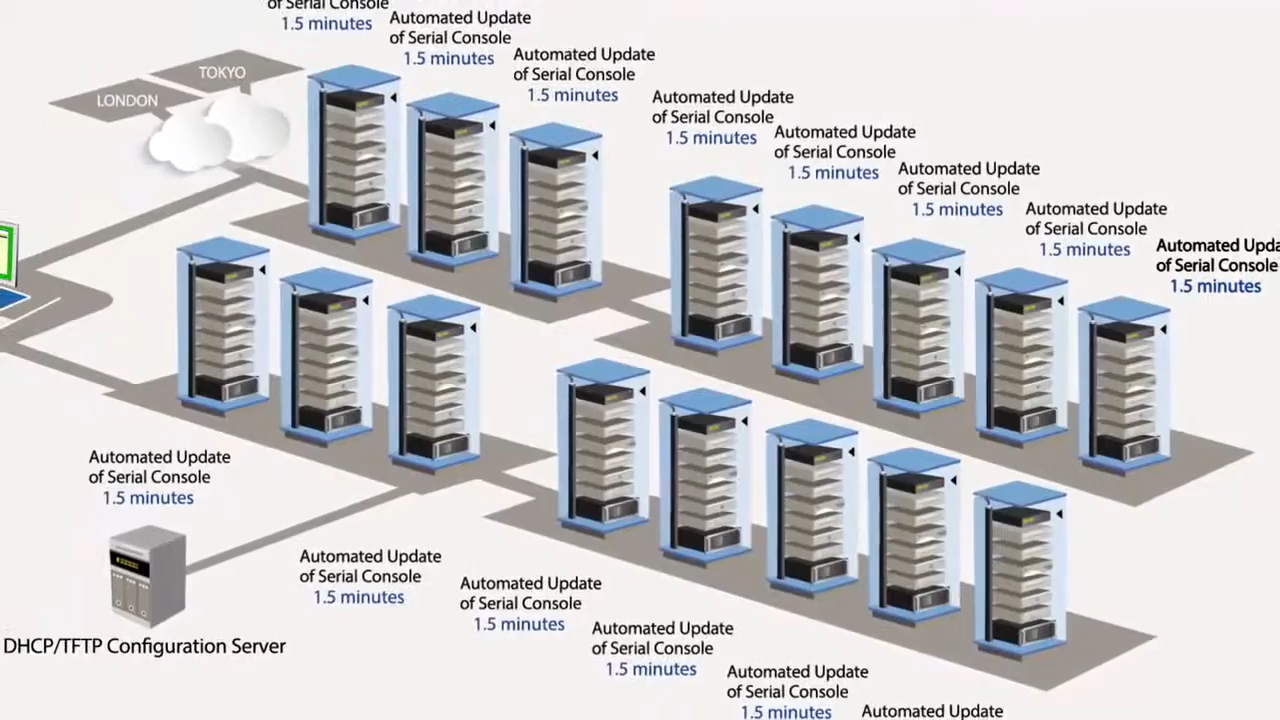 of Serial Console
1.5 minutes
Automated Update
of Serial Console
1.5 minutes
Automated Update
of Serial Console
1.5 minutes
TOKYO
LONDON
Automated Update
of Serial Console
1.5 minutes
Automated Update
of Serial Console
1.5 minutes
Automated Update
of Serial Console
1.5 minutes
Automated Update
of Serial Console
1.5 minutes
Automated Upda
of Serial Console
1.5 minutes
Automated Update
of Serial Console
1.5 minutes
DHCP/TFTP Configuration Server
Automated Update
of Serial Console
1.5 minutes
Automated Update
of Serial Console
1.5 minutes
Automated Update
of Serial Console
1.5 minutes
Automated Update
of Serial Console
1.5 minutes
Automated Update